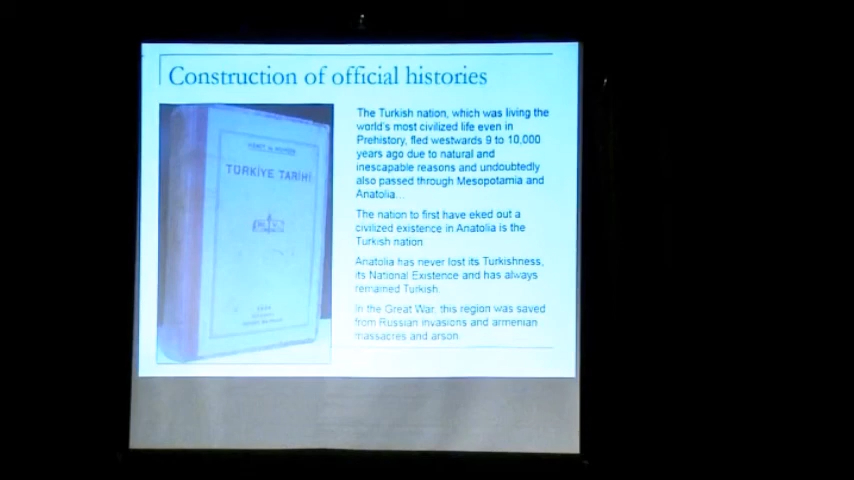 Construction of official histories
The Turkish nation, which was living the
world's most civilized life even in
Prehistory, fled westwards 9 to 10,000
years ago due to natural and
inescapable reasons and undoubtedly
also passed through Mesopotamia and
Anatolia...
The nation to first have eked out a
civilized existence in Anatolia is the
Turkish nation
Anatolia has never lost its Turkishness,
its National Existence and has always
remained Turkish.
In the Great War, this region was saved
from Russian invasions and armenian
massacres and arson
TÜRKİYE TARİHİ